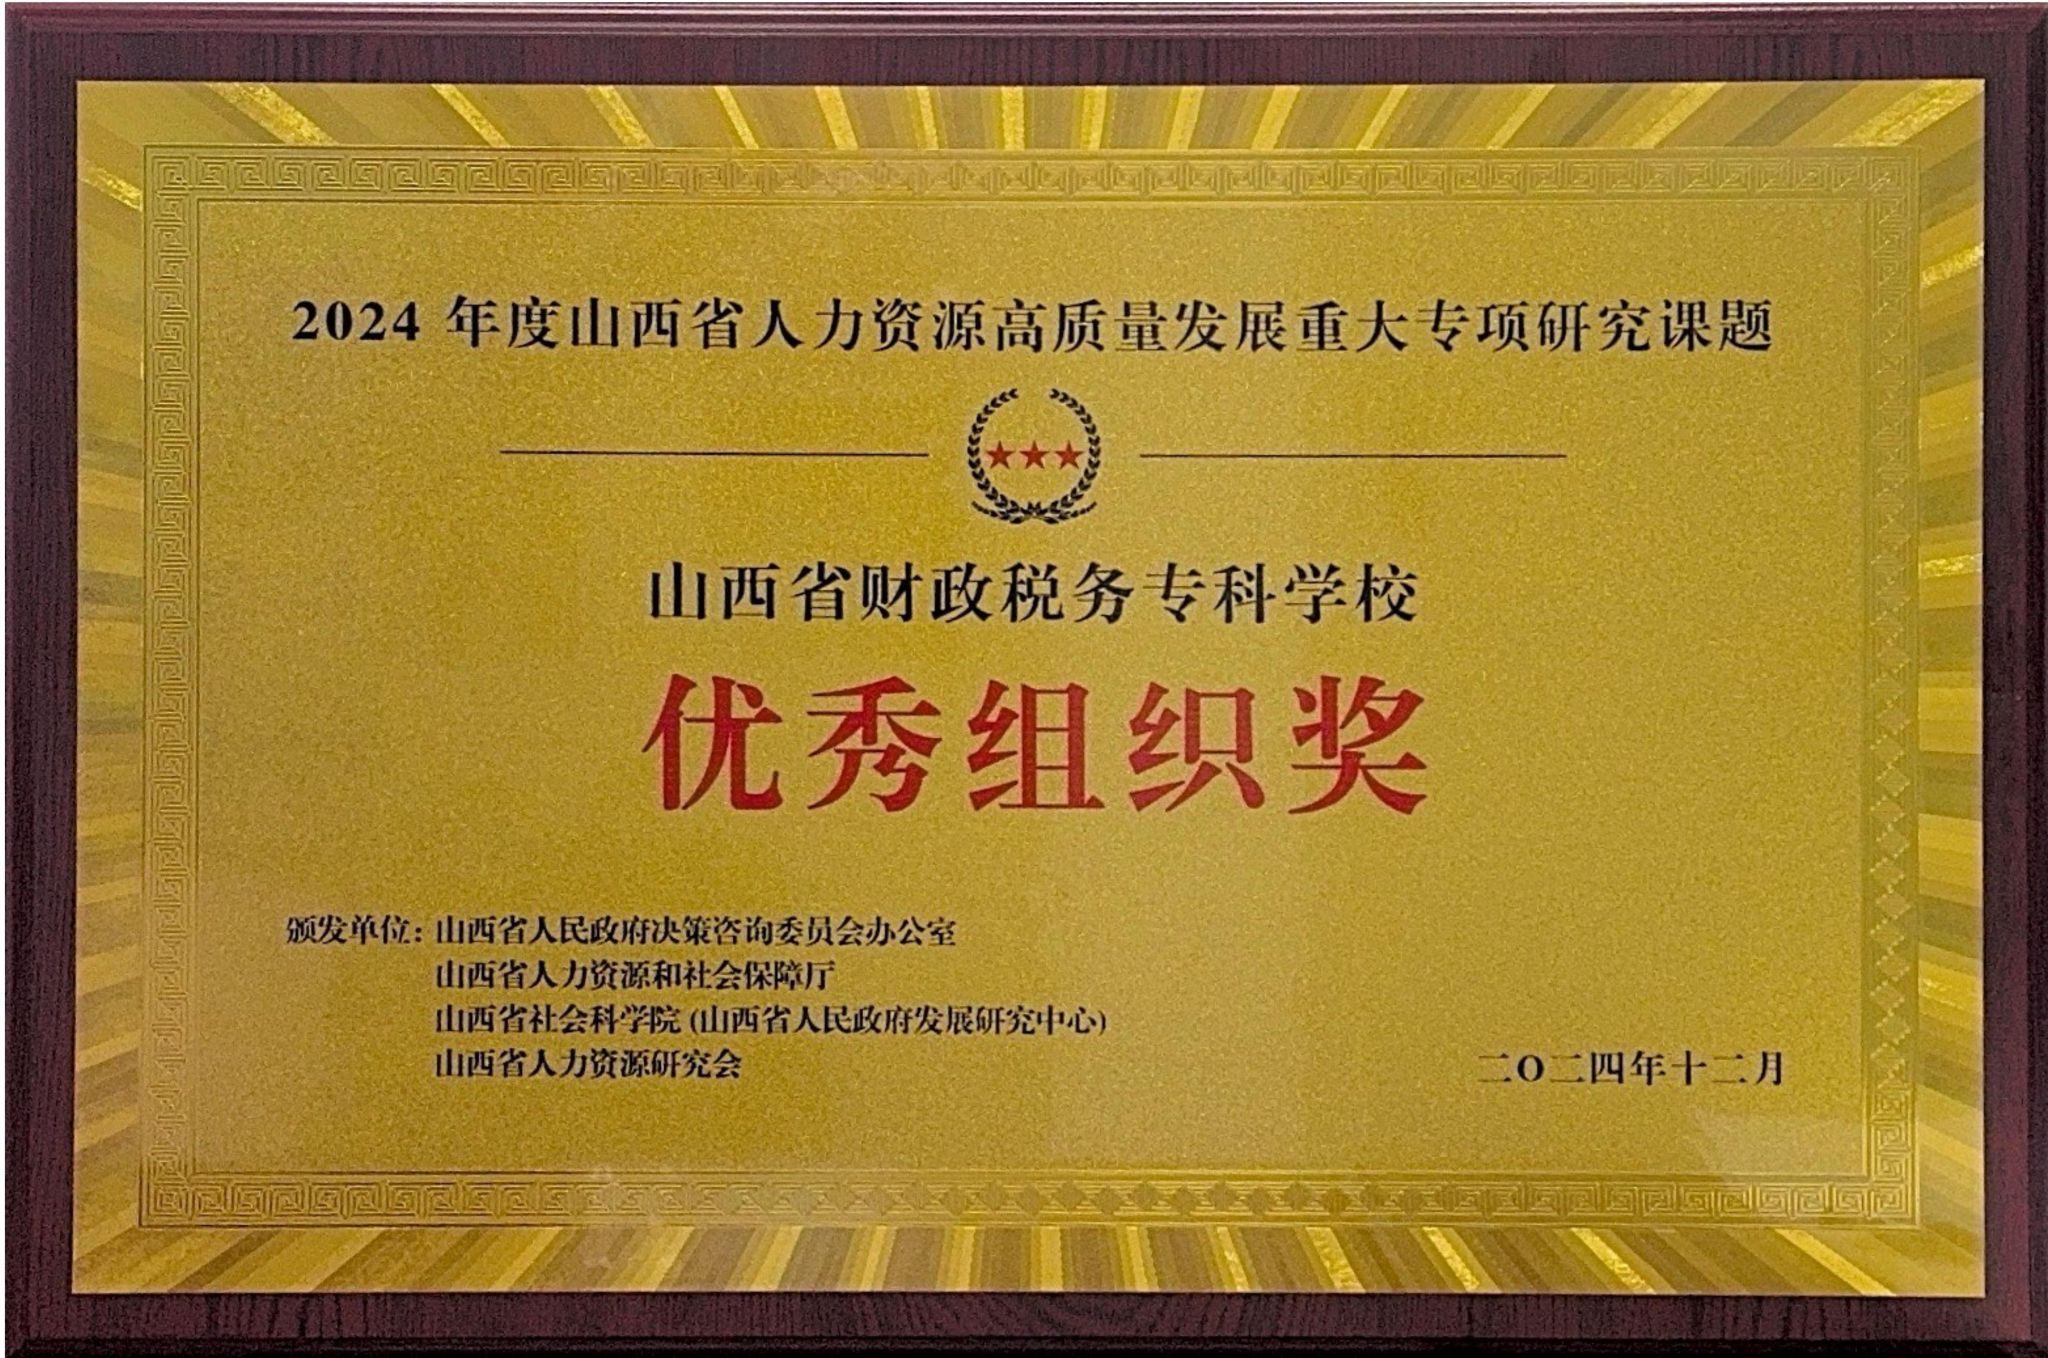 2024 年度山西省人力资源高质量发展重大专项研究课题
山西省财政税务专科学校
优秀组织奖
颁发单位：山西省人民政府决策咨询委员会办公室
山西省人力资源和社会保障厅
山西省社会科学院(山西省人民政府发展研究中心)
山西省人力资源研究会
二O二四年十二月